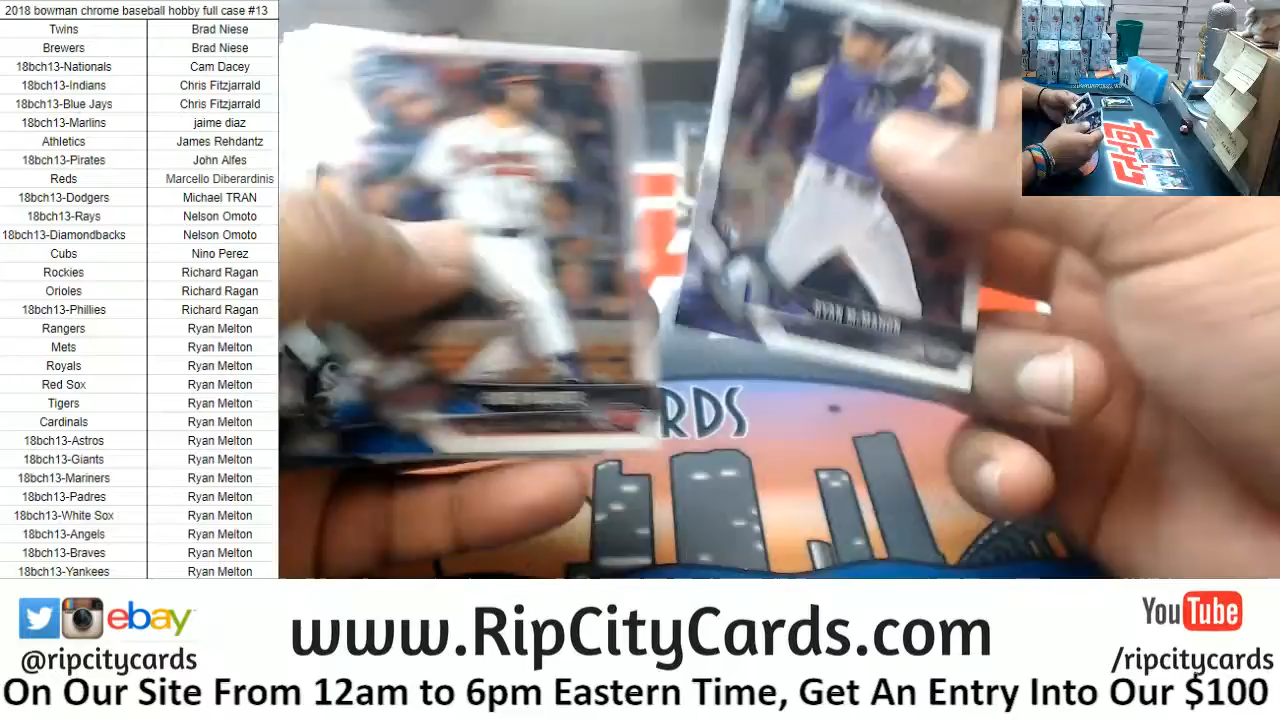 2018 bowman chrome baseball hobby full case #13
Twins Brad Niese
Brewers Brad Niese
18bch13-Nationals Cam Dacey
18bch13-Indians Chris Fitzjarrald
18bch13-Blue Jays Chris Fitzjarrald
18bch13-Marlins jaime diaz
Athletics James Rehdantz
18bch13-Pirates John Alfes
Reds Marcello Diberardinis
18bch13-Dodgers Michael TRAN
18bch13-Rays Nelson Omoto
18bch13-Diamondbacks Nelson Omoto
Cubs Nino Perez
Rockies Richard Ragan
Orioles Richard Ragan
18bch13-Phillies Richard Ragan
Rangers Ryan Melton
Mets Ryan Melton
Royals Ryan Melton
Red Sox Ryan Melton
Tigers Ryan Melton
Cardinals Ryan Melton
18bch13-Astros Ryan Melton
18bch13-Giants Ryan Melton
18bch13-Mariners Ryan Melton
18bch13-Padres Ryan Melton
18bch13-White Sox Ryan Melton
18bch13-Angels Ryan Melton
18bch13-Braves Ryan Melton
18bch13-Yankees Ryan Melton
topps
RYAN
RDS
ebay
@ripcitycards
www.RipCityCards.com
YouTube
/ripcitycards
On Our Site From 12am to 6pm Eastern Time, Get An Entry Into Our $100